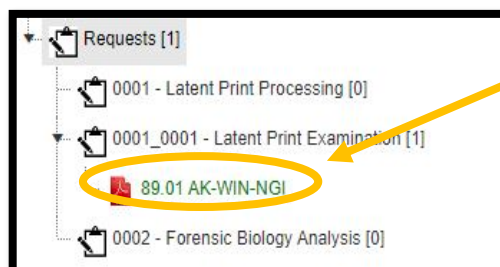 Requests [1]
0001 - Latent Print Processing [0]
0001_0001 - Latent Print Examination [1]
89.01 AK-WIN-NGI
0002 - Forensic Biology Analysis [0]